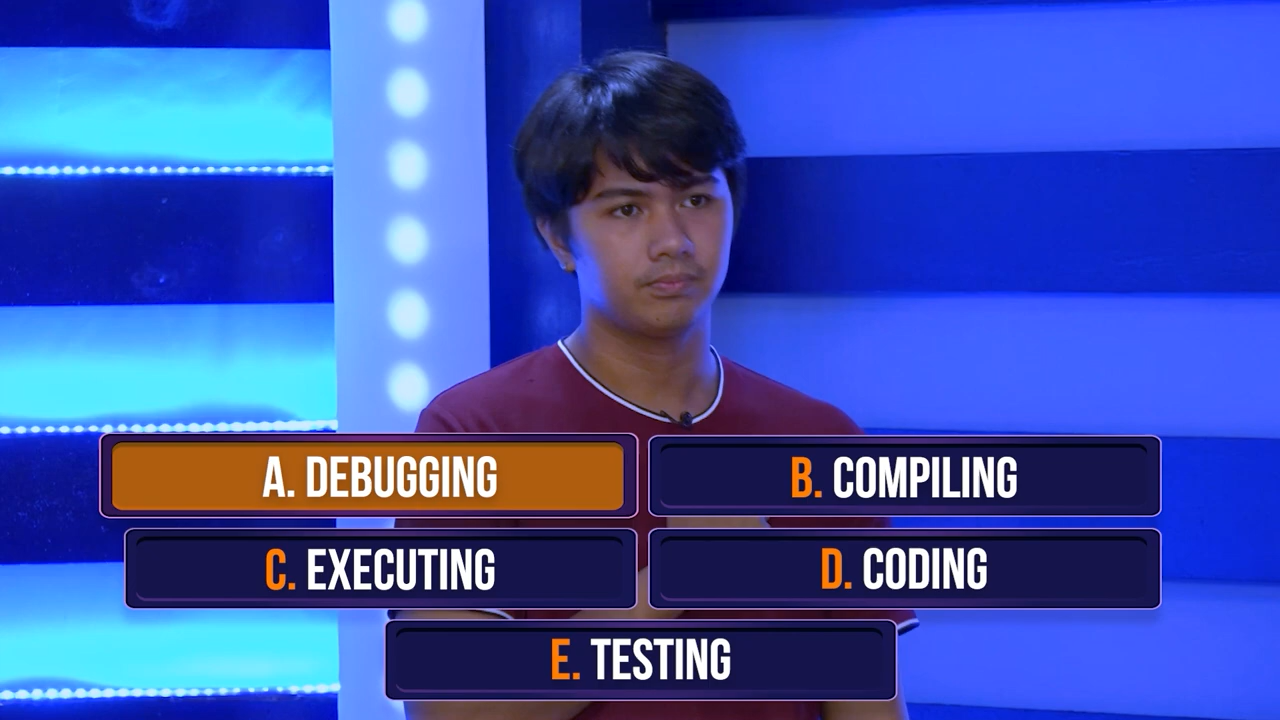 A. DEBUGGING
B. COMPILING
C. EXECUTING
D. CODING
E. TESTING